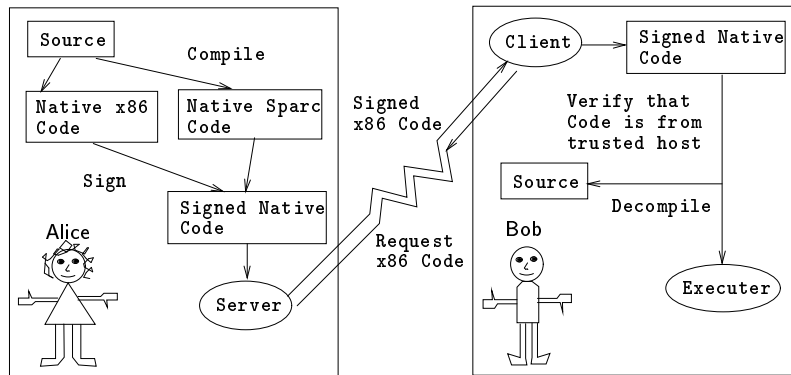 Source
Compile
Native x86
Code
Native Sparc
Code
Sign
Signed Native
Code
Alice
Server
Signed
x86 Code
Request
x86 Code
Client
Signed Native
Code
Verify that
Code is from
trusted host
Source
Decompile
Bob
Executer